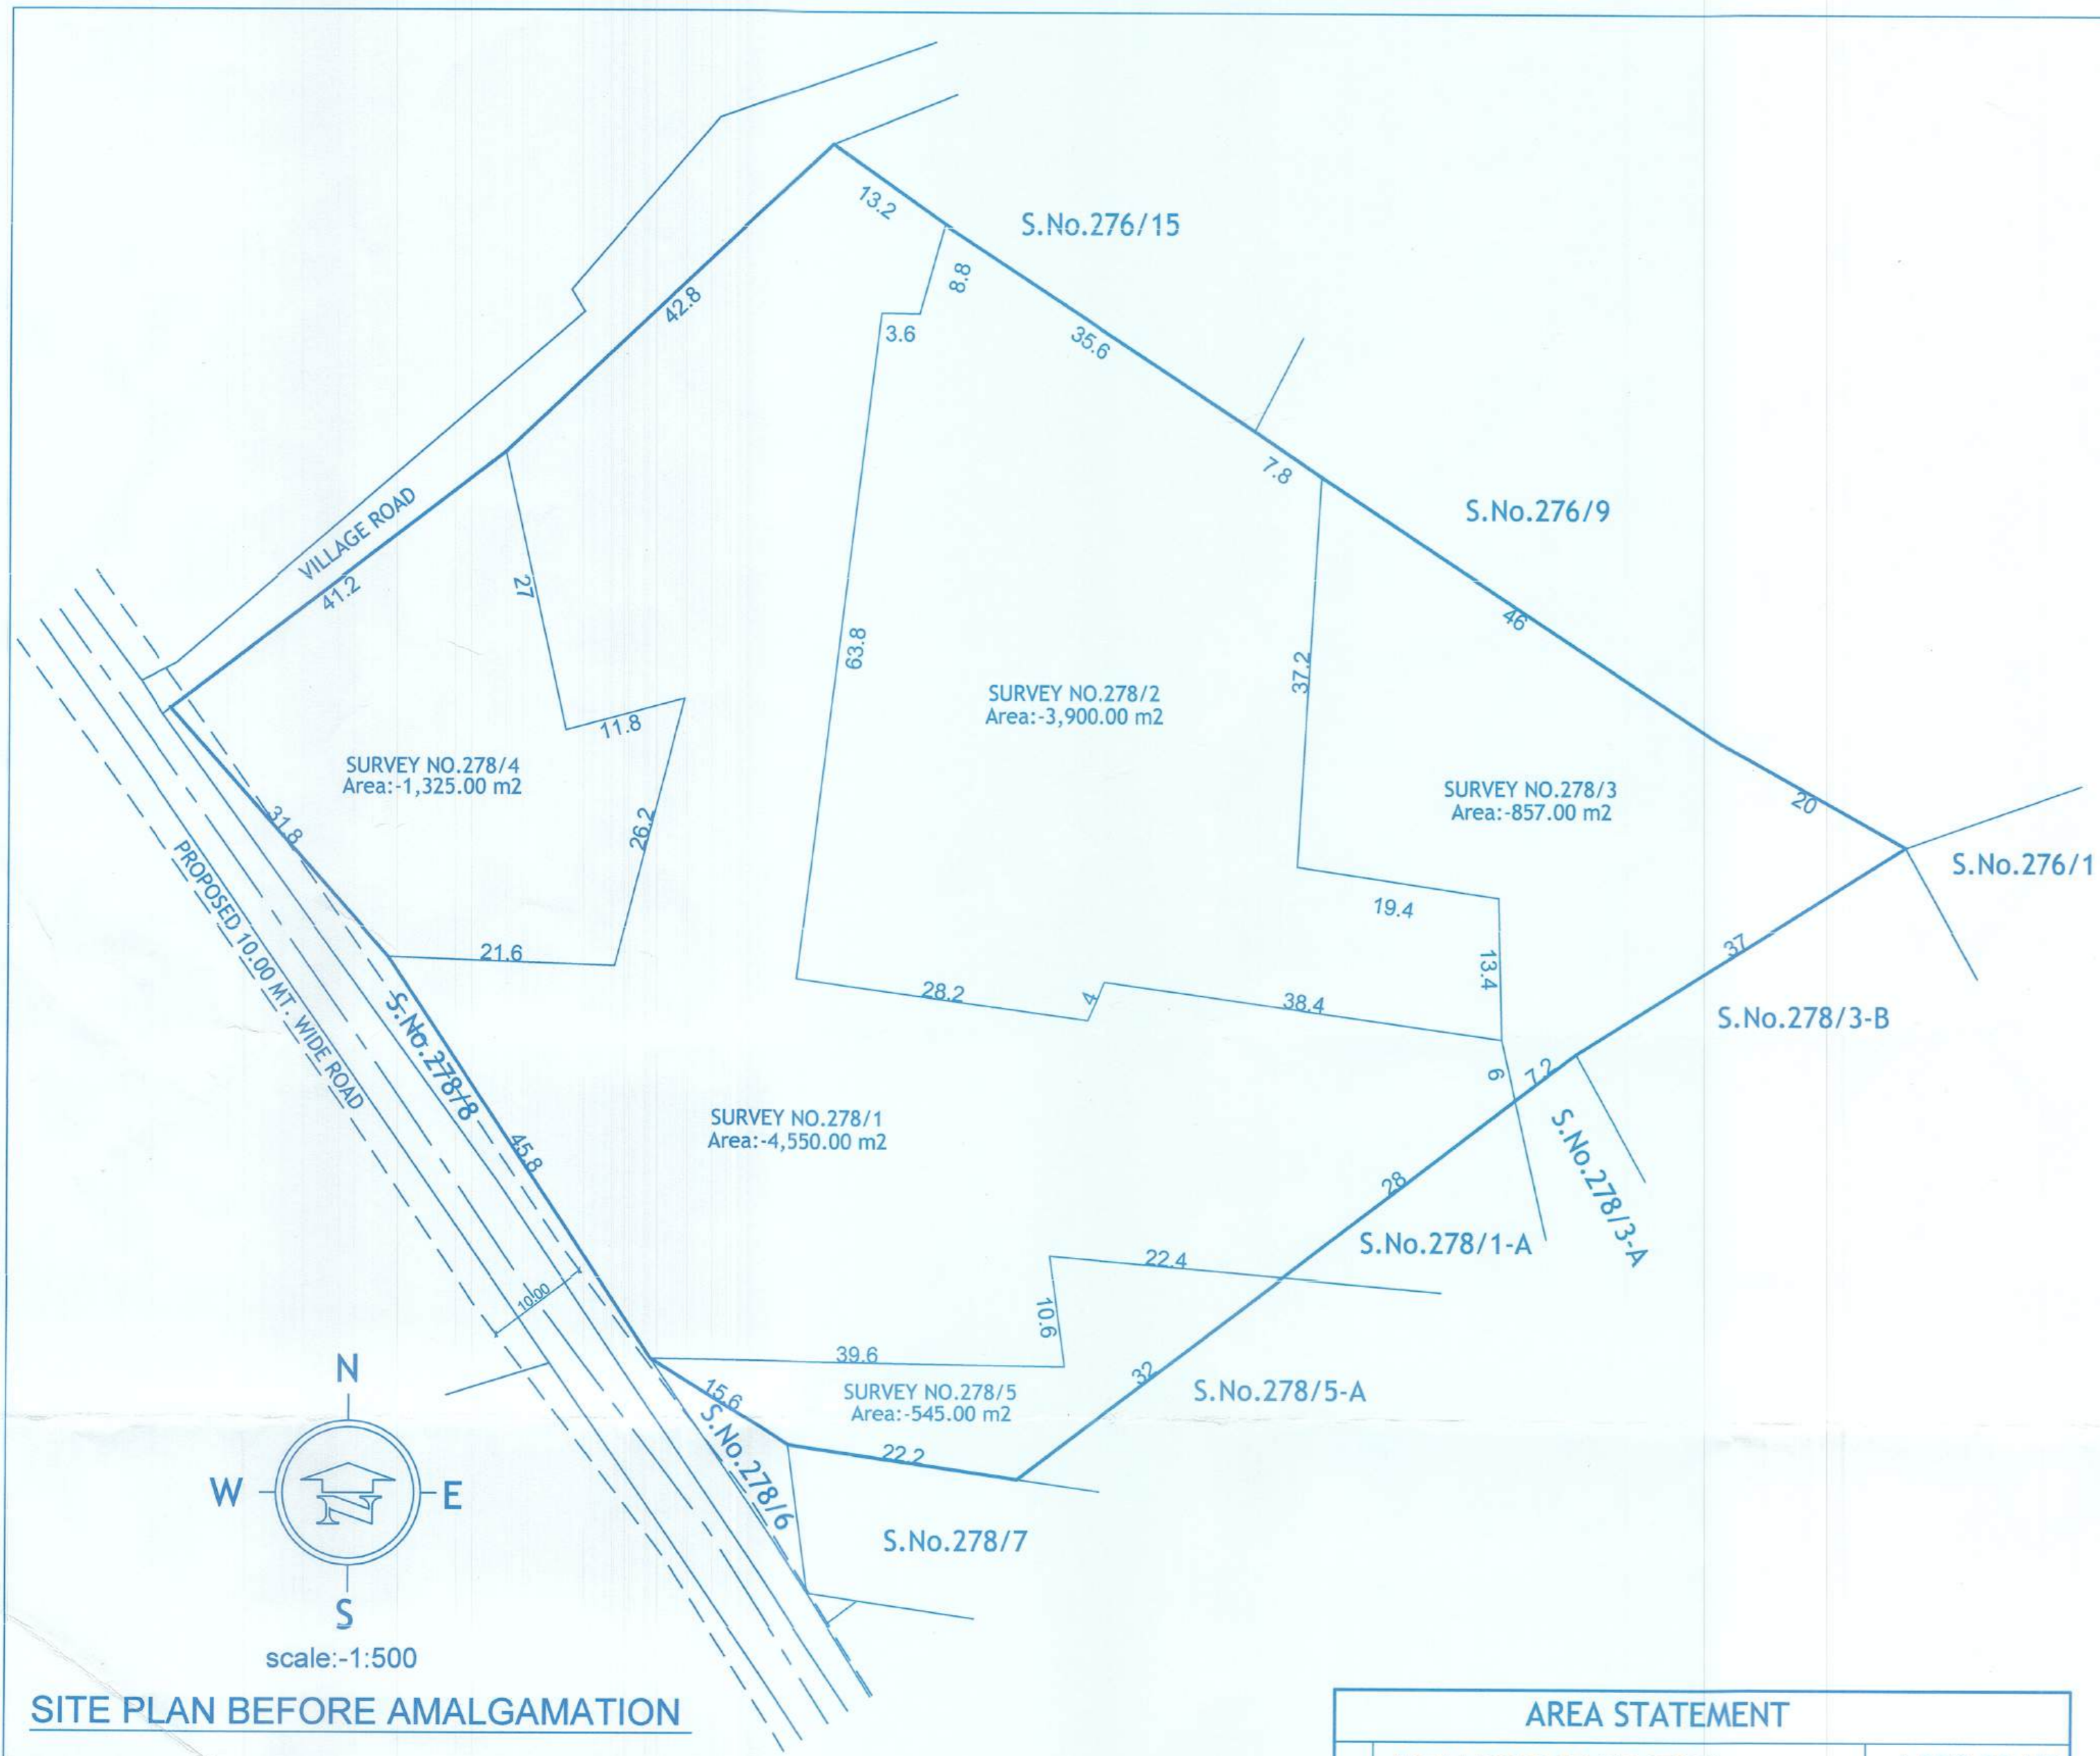 13.2
S.No.276/15
8.8
42.8
3.6
35.6
7.8
S.No.276/9
VILLAGE ROAD
41.2
27
46
63.8
37.2
SURVEY NO.278/2
Area:-3,900.00 m2
11.8
SURVEY NO.278/4
Area:-1,325.00 m2
SURVEY NO.278/3
Area:-857.00 m2
20
31.8
26.2
PROPOSED 10.00 MT. WIDE ROAD
S.No.276/1
19.4
21.6
13.4
37
28.2
4
38.4
S.No.278/3-B
S.No.278/8
6
7.2
SURVEY NO.278/1
Area:-4,550.00 m2
45.8
S.No.278/3-A
28
S.No.278/1-A
22.4
10.00
10.6
39.6
N
32
15.6
SURVEY NO.278/5
Area:-545.00 m2
S.No.278/5-A
22.2
S.No.278/6
W
E
N
S.No.278/7
S
scale:-1:500
SITE PLAN BEFORE AMALGAMATION
AREA STATEMENT